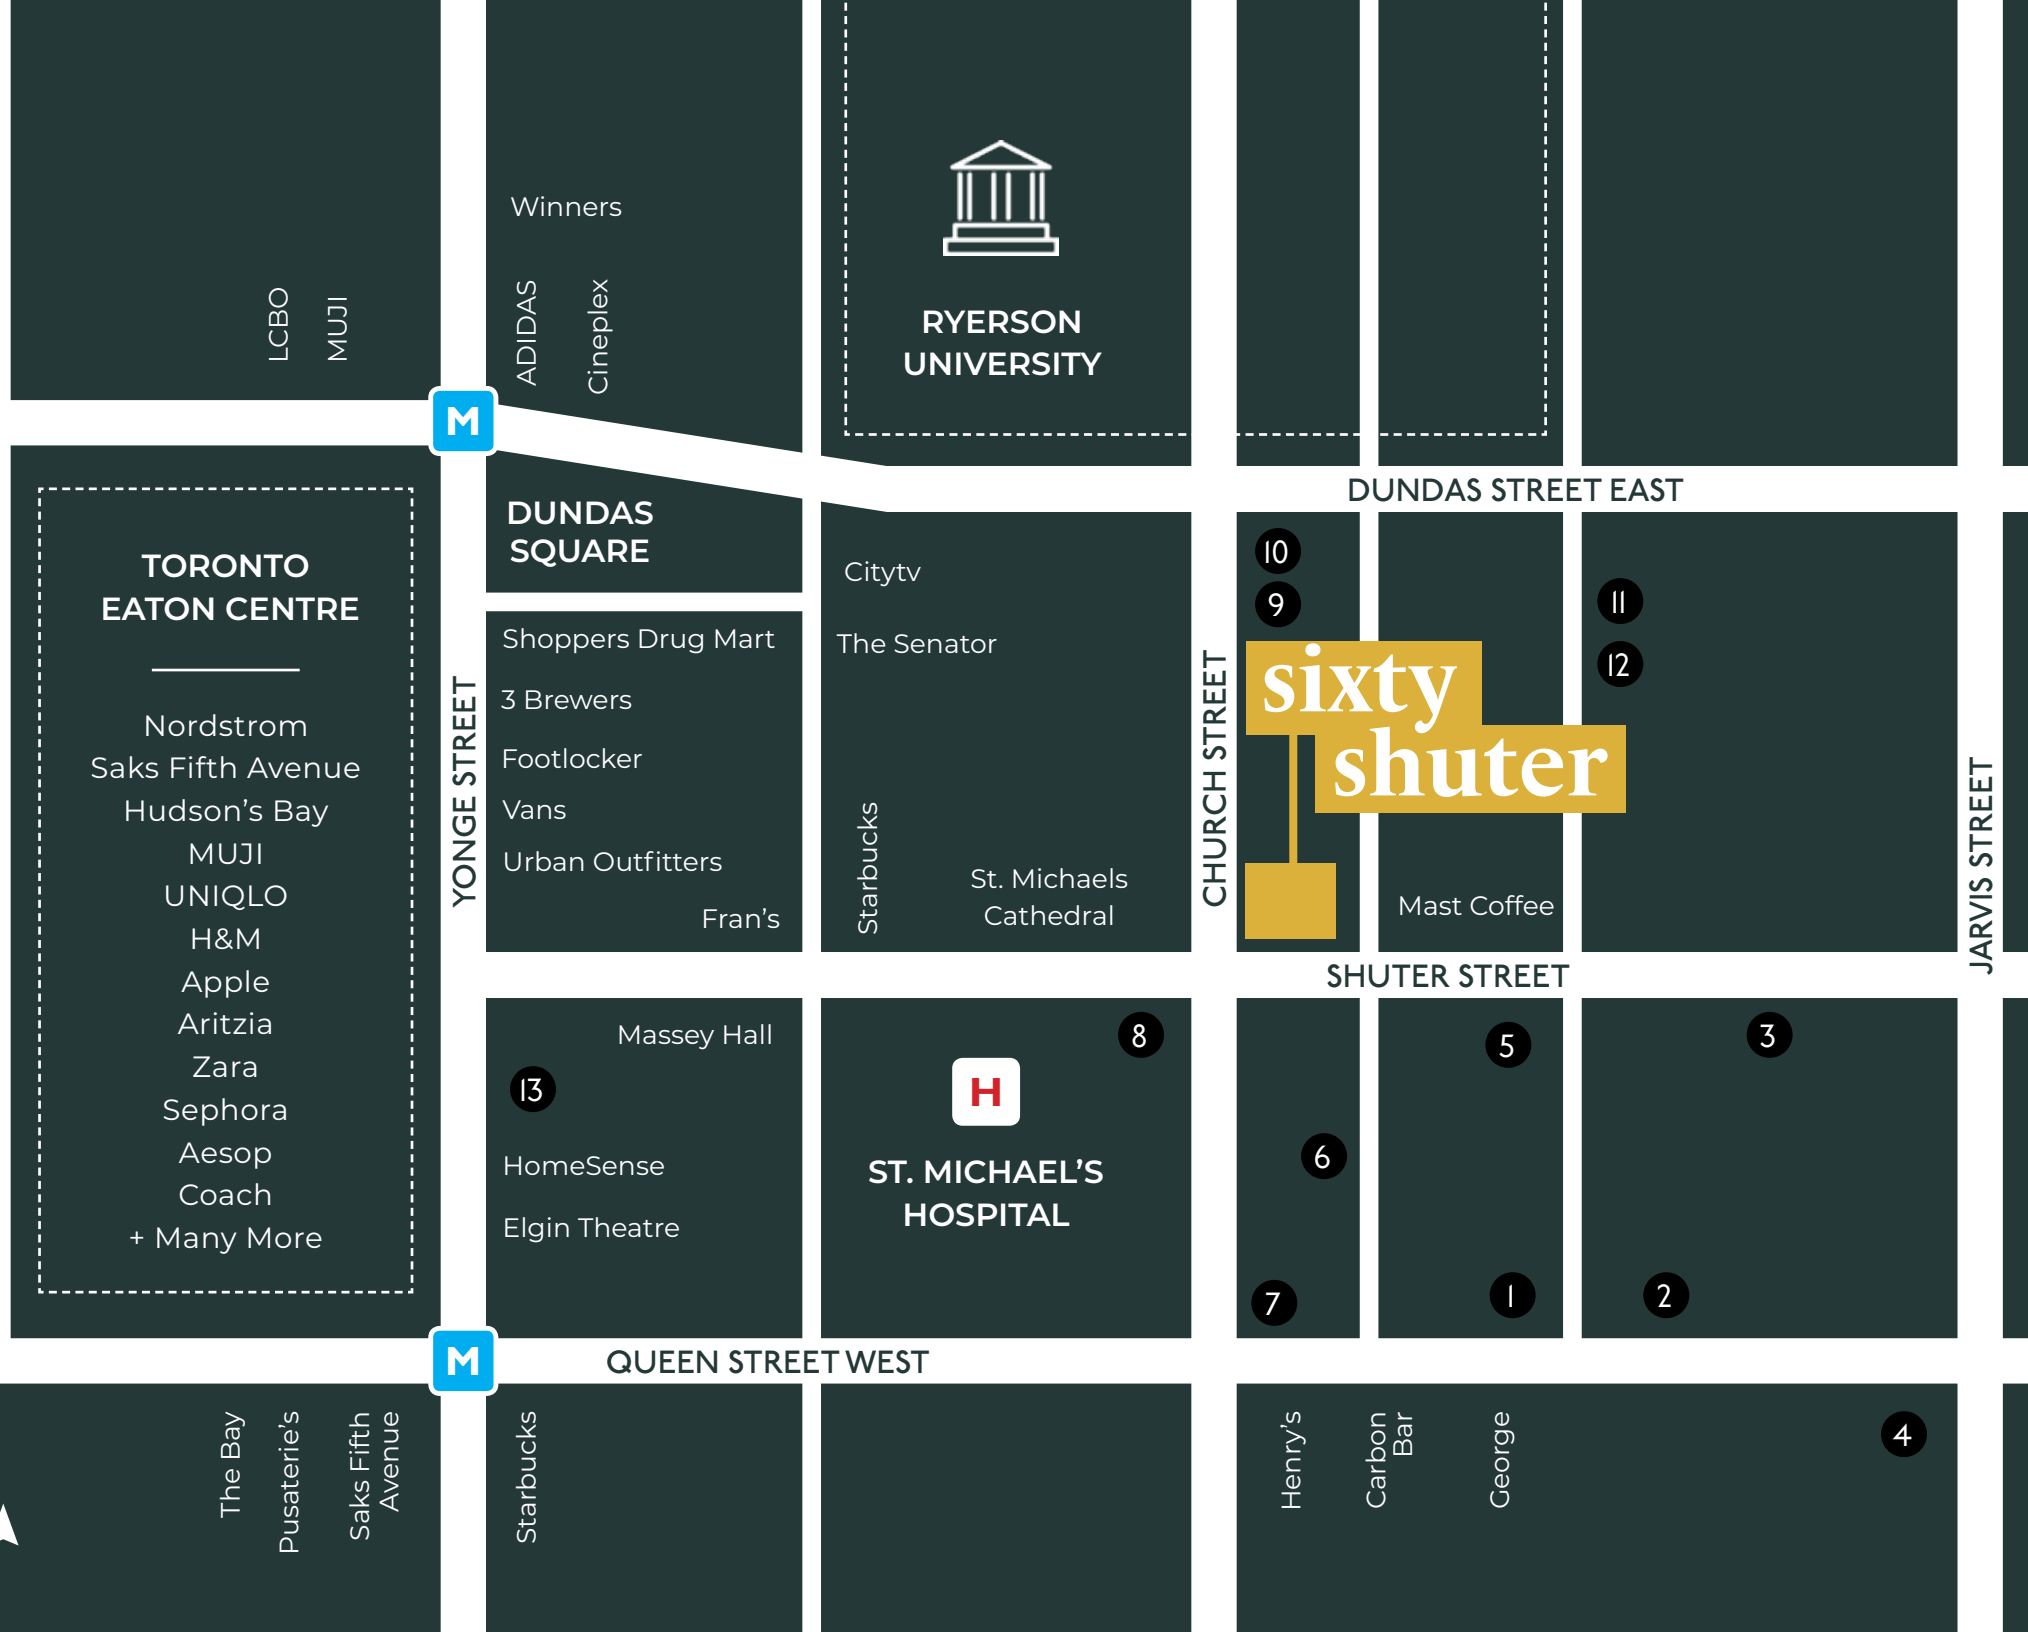 Winners
LCBO
MUJI
ADIDAS
Cineplex
RYERSON
UNIVERSITY
M
DUNDAS STREET EAST
DUNDAS
SQUARE
TORONTO
EATON CENTRE
Nordstrom
Saks Fifth Avenue
Hudson’s Bay
MUJI
UNIQLO
H&M
Apple
Aritzia
Zara
Sephora
Aesop
Coach
+ Many More
YONGE STREET
Shoppers Drug Mart
3 Brewers
Footlocker
Vans
Urban Outfitters
Fran’s
Citytv
The Senator
Starbucks
St. Michaels
Cathedral
CHURCH STREET
10
9
sixty
shuter
11
12
Mast Coffee
JARVIS STREET
SHUTER STREET
Massey Hall
13
HomeSense
Elgin Theatre
8
H
ST. MICHAEL’S
HOSPITAL
5
3
6
7
1
2
M
QUEEN STREET WEST
The Bay
Pusaterie’s
Saks Fifth
Avenue
Starbucks
Henry’s
Carbon
Bar
George
4